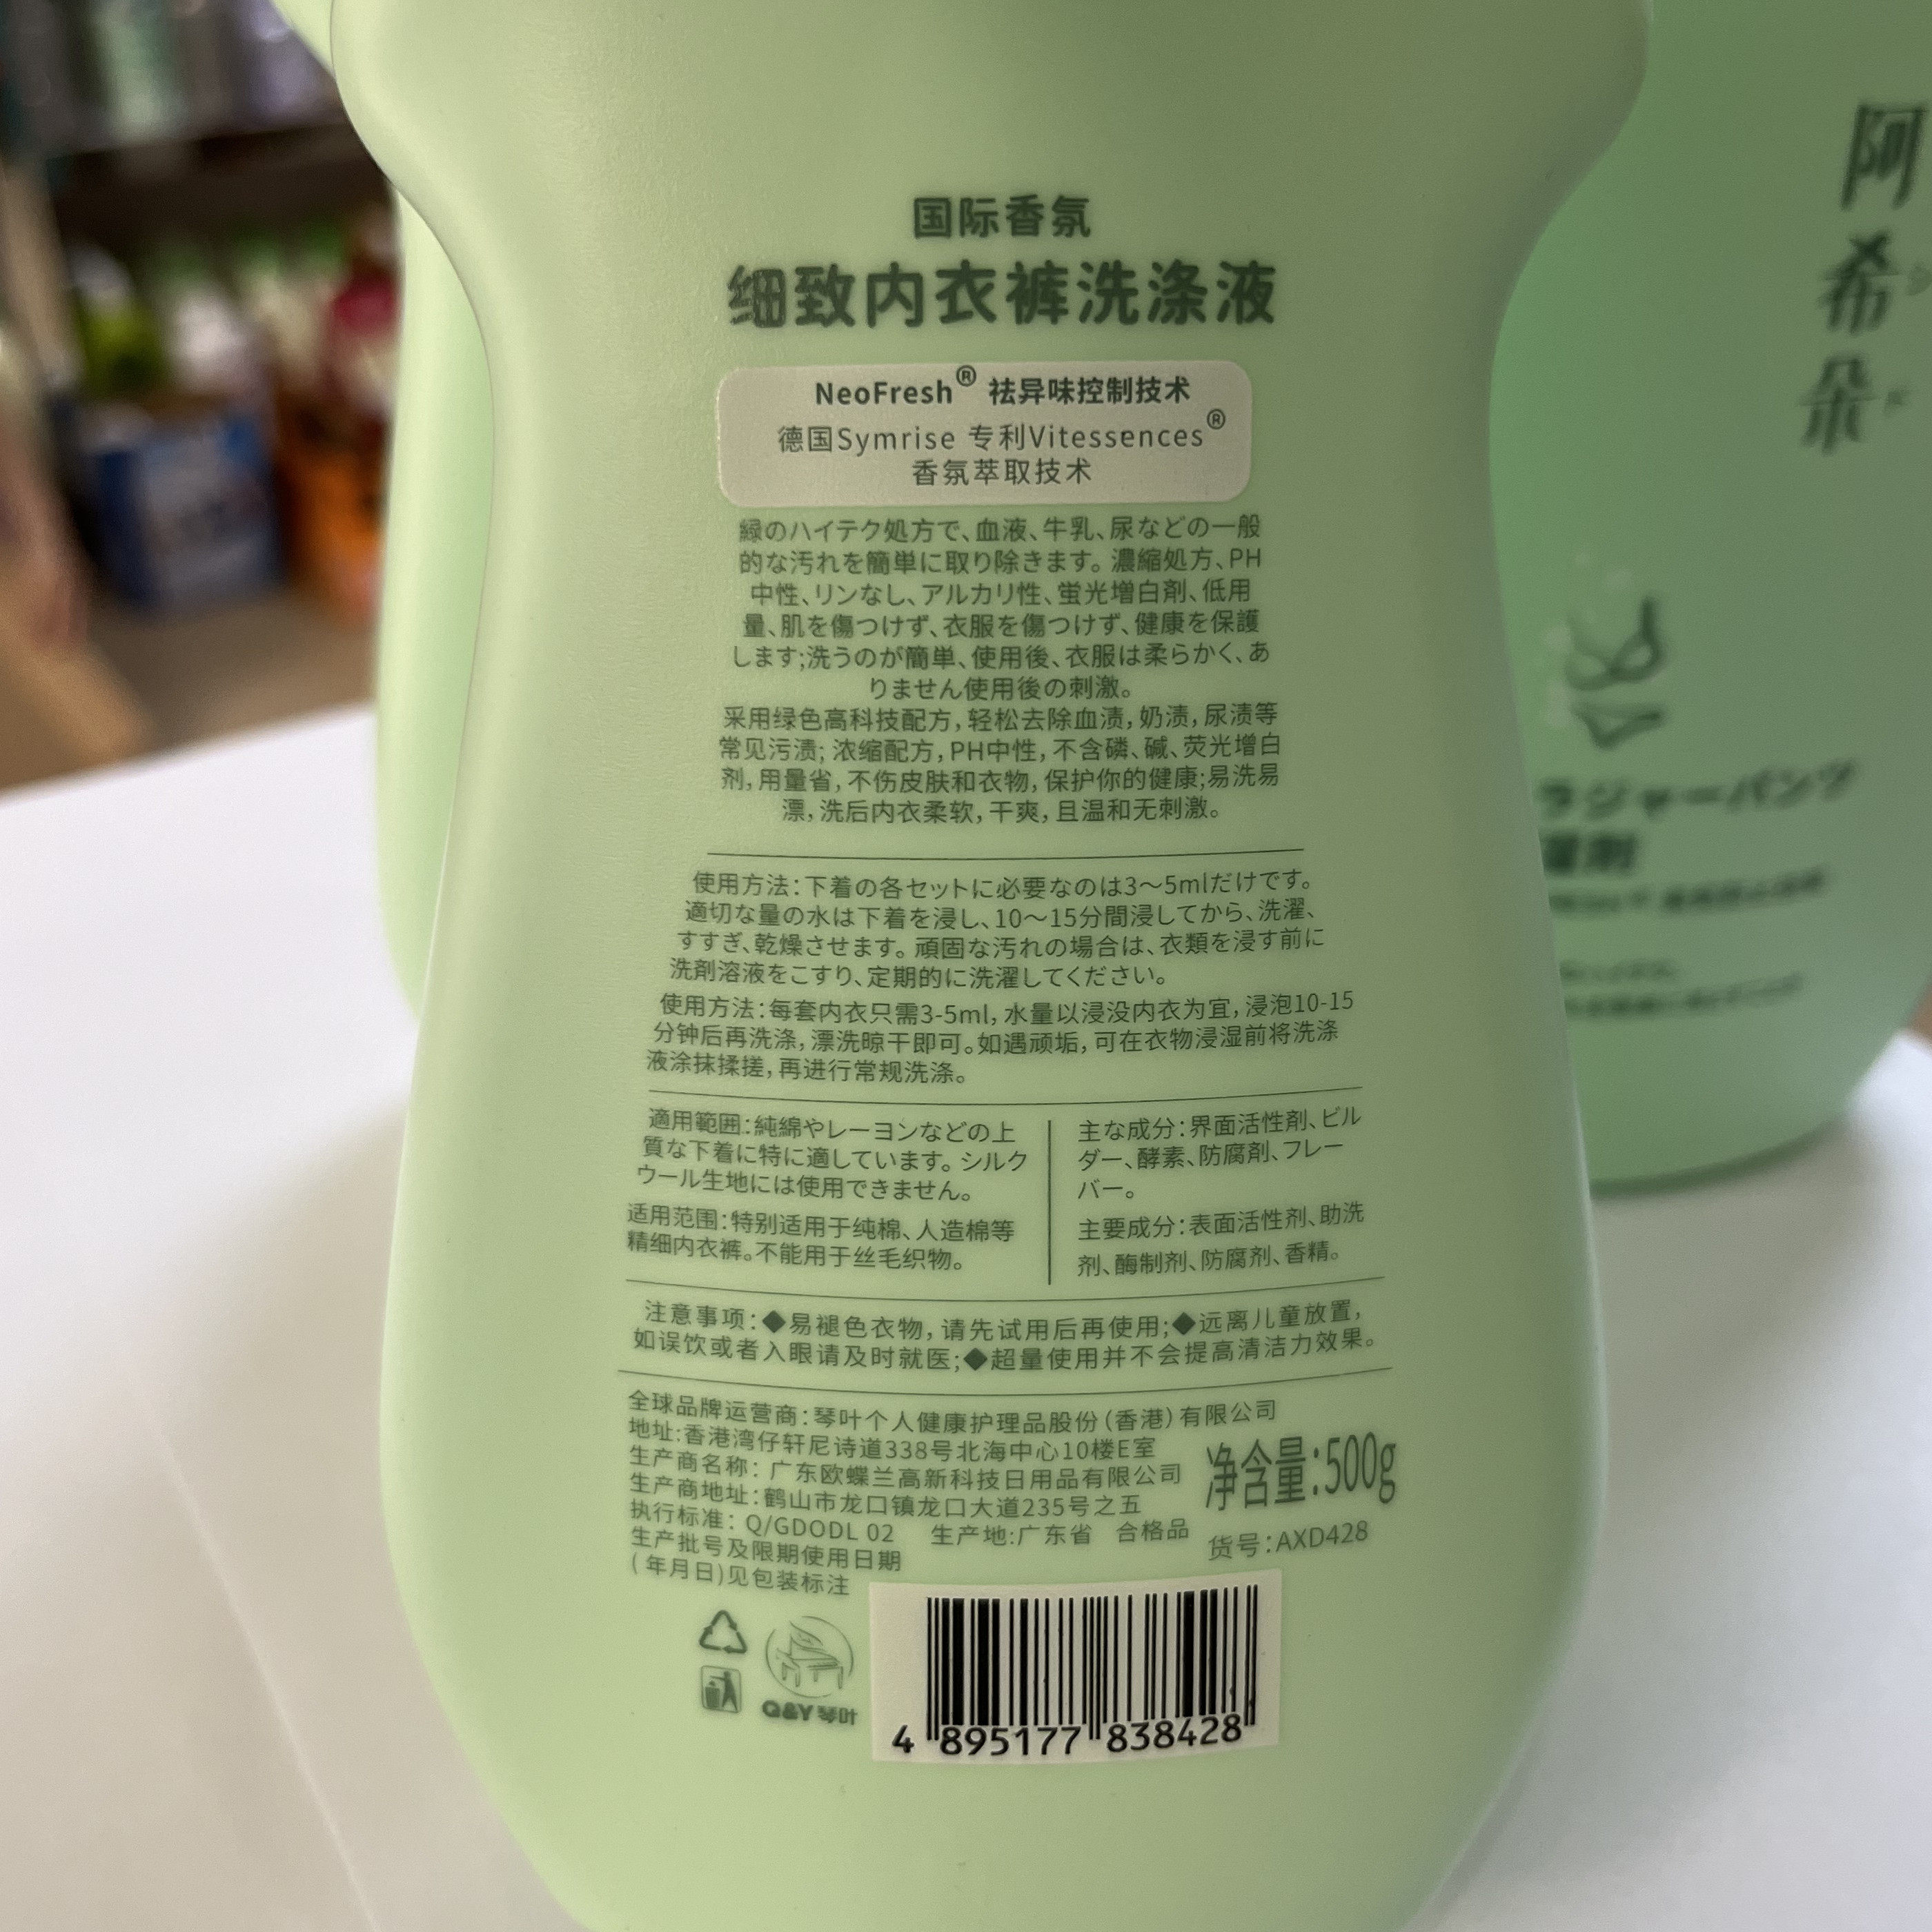 国际香氛
细致内衣裤洗涤液
NeoFresh® 祛异味控制技术
德国Symrise 专利Vitessences®
香氛萃取技术
緑のハイテク処方で、血液、牛乳、尿などの一般
的な汚れを簡単に取り除きます。濃縮処方、PH
中性、リンなし、アルカリ性、蛍光増白剤、低用
量、肌を傷つけず、衣服を傷つけず、健康を保護
します;洗うのが簡単、使用後、衣服は柔らかく、あ
りません使用後の刺激。
采用绿色高科技配方,轻松去除血渍,奶渍,尿渍等
常见污渍; 浓缩配方,PH中性,不含磷、碱、荧光增白
剂,用量省,不伤皮肤和衣物,保护你的健康;易洗易
漂,洗后内衣柔软,干爽,且温和无刺激。
使用方法:下着の各セットに必要なのは3～5mlだけです。
適切な量の水は下着を浸し、10～15分間浸してから、洗濯、
すすぎ、乾燥させます。頑固な汚れの場合は、衣類を浸す前に
洗剤溶液をこすり、定期的に洗濯してください。
使用方法:每套内衣只需3-5ml,水量以浸没内衣为宜,浸泡10-15
分钟后再洗涤,漂洗晾干即可。如遇顽垢,可在衣物浸湿前将洗涤
液涂抹揉搓,再进行常规洗涤。
適用範囲:純綿やレーヨンなどの上
質な下着に特に適しています。シルク
ウール生地には使用できません。
适用范围:特别适用于纯棉、人造棉等
精细内衣裤。不能用于丝毛织物。
主な成分:界面活性剤、ビル
ダー、酵素、防腐剤、フレー
バー。
主要成分:表面活性剂、助洗
剂、酶制剂、防腐剂、香精。
注意事项:◆易褪色衣物,请先试用后再使用;◆远离儿童放置,
如误饮或者入眼请及时就医;◆超量使用并不会提高清洁力效果。
全球品牌运营商:琴叶个人健康护理品股份(香港)有限公司
地址:香港湾仔轩尼诗道338号北海中心10楼E室
生产商名称: 广东欧蝶兰高新科技日用品有限公司
生产商地址:鹤山市龙口镇龙口大道235号之五
执行标准: Q/GDODL 02 生产地:广东省 合格品
生产批号及限期使用日期
(年月日)见包装标注
净含量:500g
货号:AXD428
Q&Y 琴叶
4 895177 838428
阿希朵
ラジャーパンツ